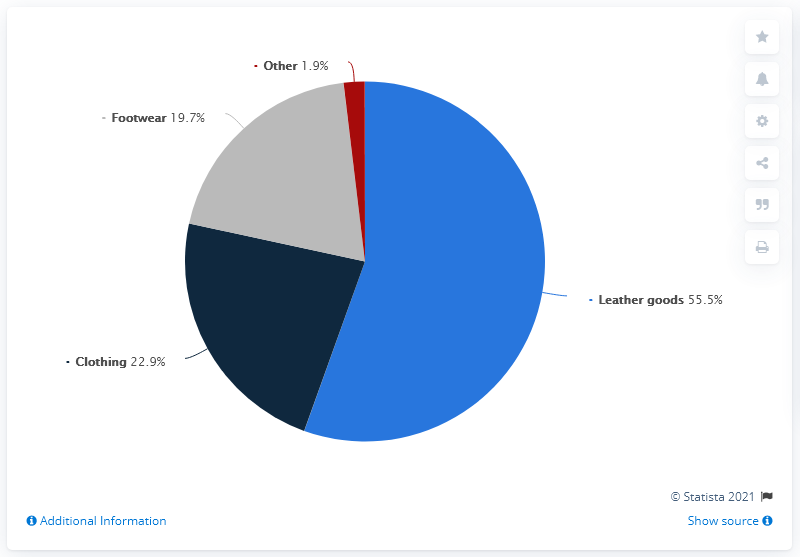 Other 1.9%
Footwear 19.7%
Leather goods 55.5%
Clothing 22.9%
© Statista 2021
Additional Information
Show source